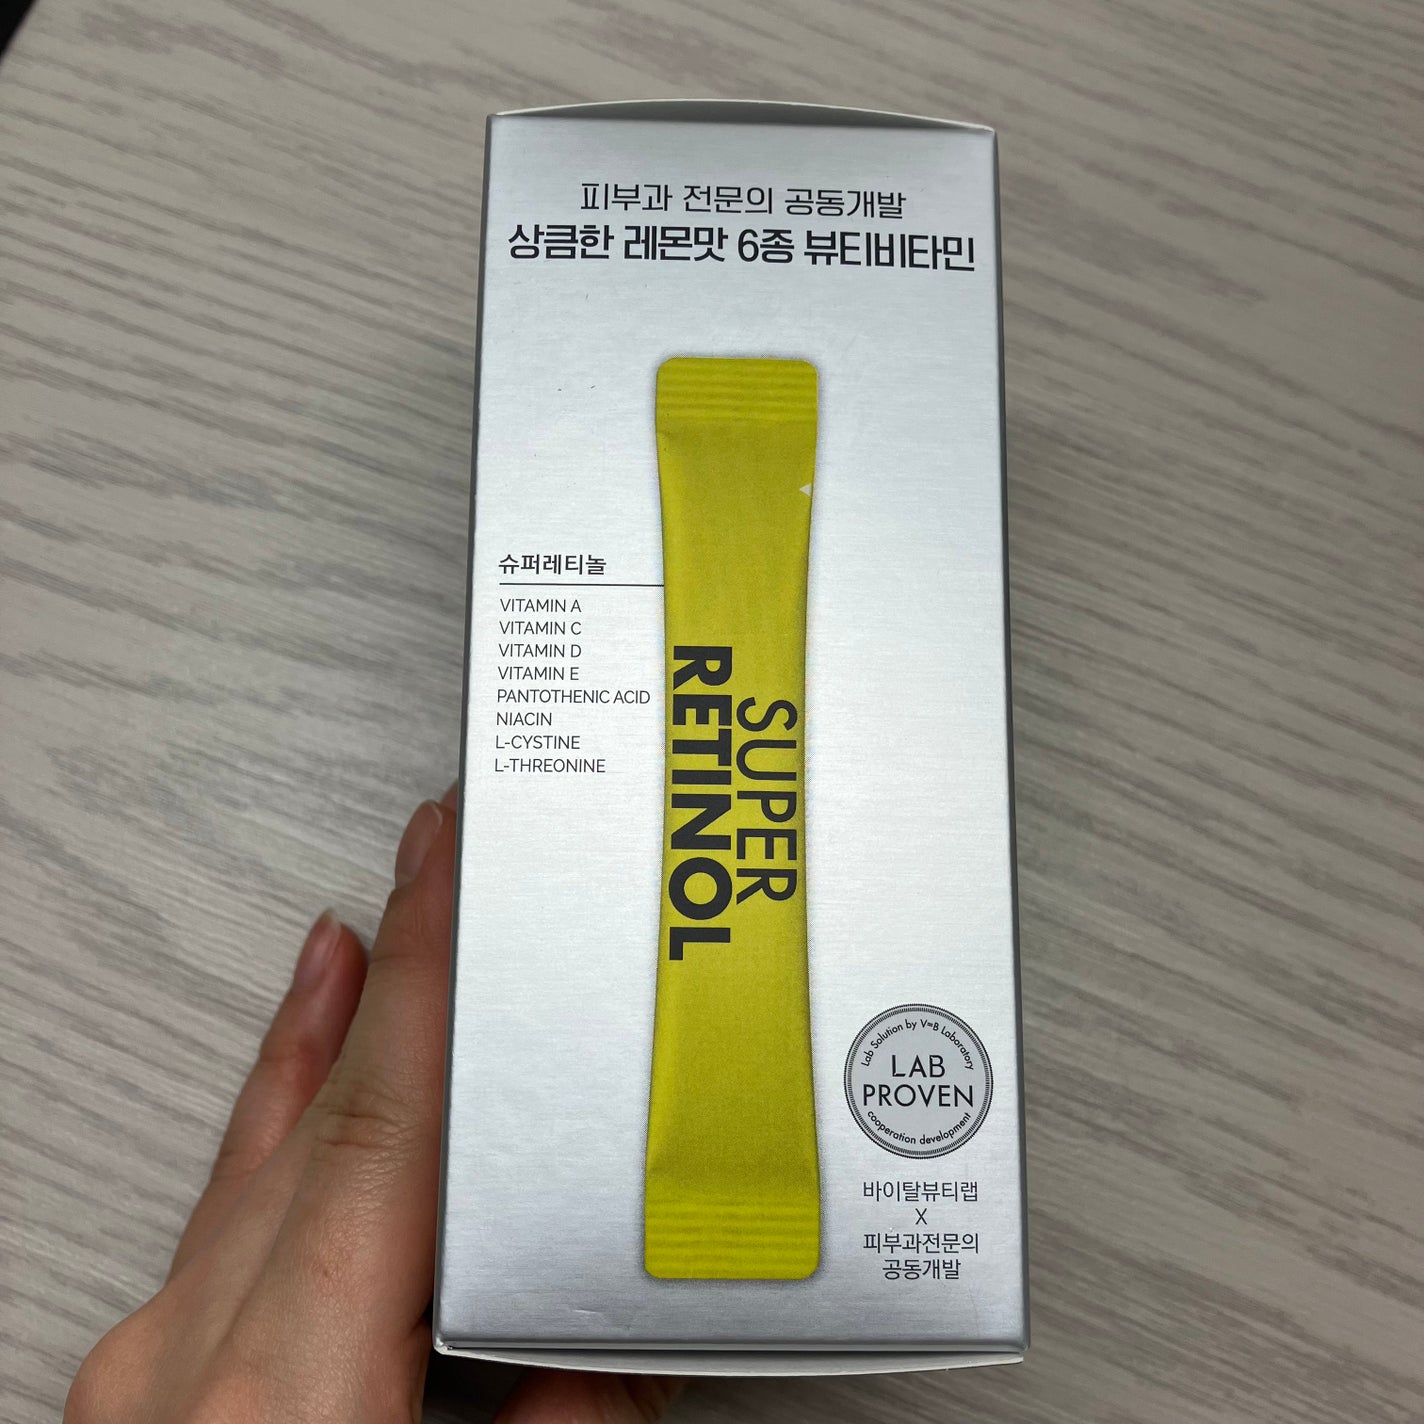 피부과 전문의 공동개발
상큼한 레몬맛 6종 뷰티비타민
슈퍼레티놀
VITAMIN A
VITAMIN C
VITAMIN D
VITAMIN E
PANTOTHENIC ACID
NIACIN
L-CYSTINE
L-THREONINE
SUPER
RETINOL
Lab Solution by V=B Laboratory
LAB
PROVEN
cooperation development
바이탈뷰티랩
X
피부과전문의
공동개발